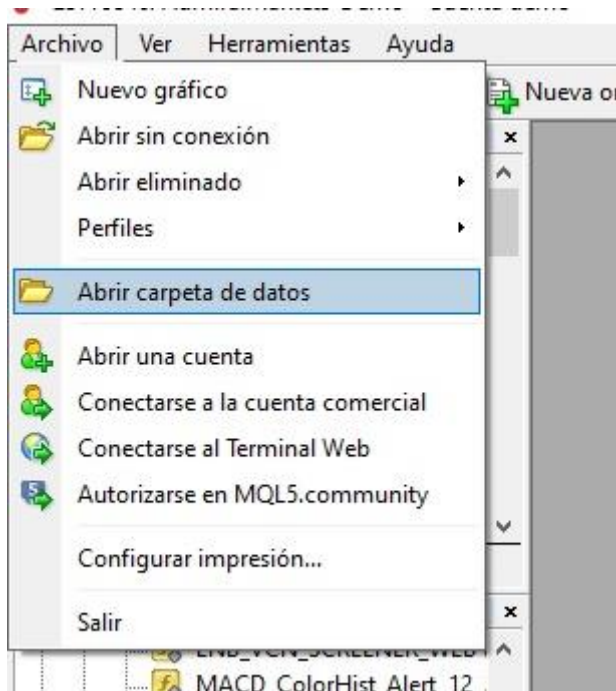 Archivo Ver Herramientas Ayuda
Nuevo gráfico
Nueva
Abrir sin conexión
Abrir eliminado
Perfiles
Abrir carpeta de datos
Abrir una cuenta
Conectarse a la cuenta comercial
Conectarse al Terminal Web
Autorizarse en MQL5.community
Configurar impresión...
Salir
MACD_ColorHist_Alert_12